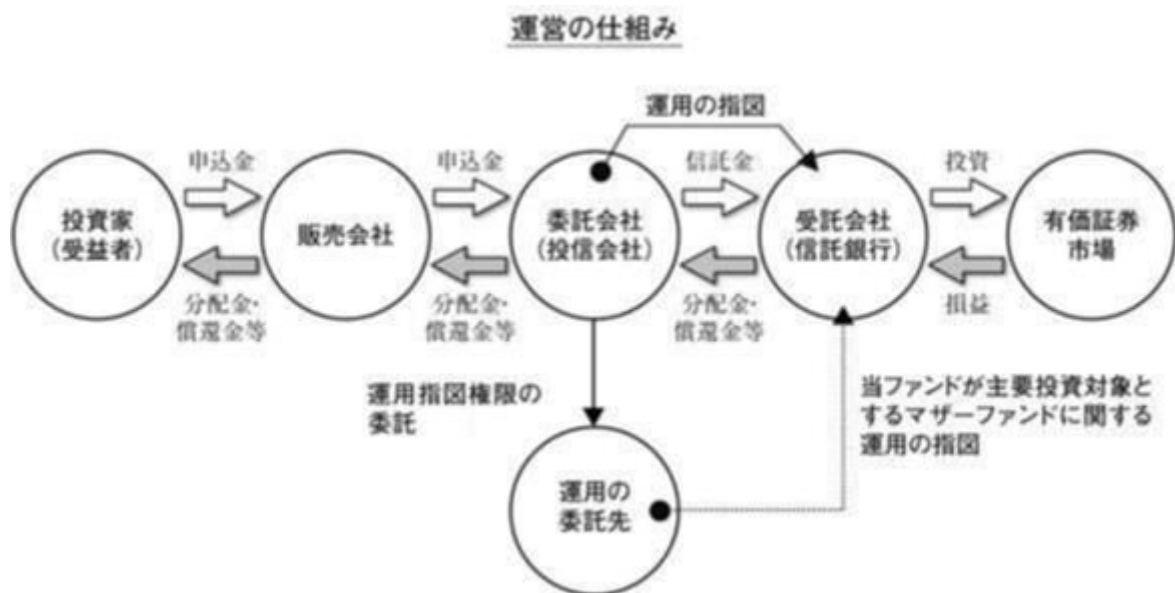 運営の仕組み
運用の指図
申込金
申込金
信託金
投資
投資家
(受益者)
販売会社
委託会社
(投信会社)
受託会社
(信託銀行)
有価証券
市場
分配金・
償還金等
分配金・
償還金等
分配金・
償還金等
損益
運用指図権限の
委託
当ファンドが主要投資対象と
するマザーファンドに関する
運用の指図
運用の
委託先